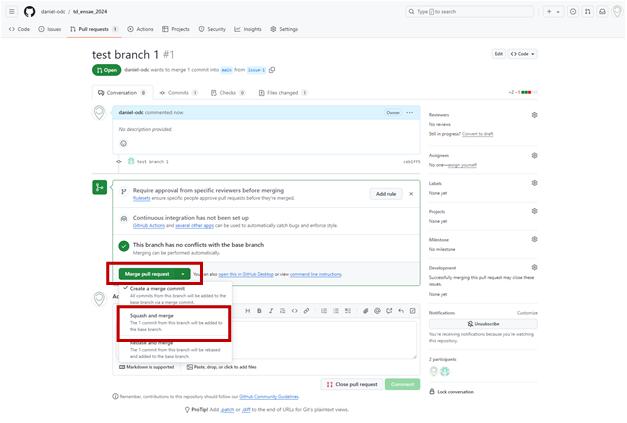 daniel-odc / td_ensae_2024
Type / to search
Code Issues Pull requests 1 Actions Projects Security Insights Settings
test branch 1 #1
Edit Code
Open daniel-odc wants to merge 1 commit into main from issue-1
Conversation 0 Commits 1 Checks 0 Files changed 1
daniel-odc commented now
Owner
No description provided.
test branch 1
Require approval from specific reviewers before merging
Rulesets ensure specific people approve pull requests before they're merged.
Add rule
Continuous integration has not been set up
GitHub Actions and several other apps can be used to automatically catch bugs and enforce style.
This branch has no conflicts with the base branch
Merging can be performed automatically.
Merge pull request You can also open this in GitHub Desktop or view command line instructions.
Create a merge commit
All commits from this branch will be added to the
base branch via a merge commit.
Squash and merge
The 1 commit from this branch will be added to
the base branch.
Rebase and merge
The 1 commit from this branch will be rebased
and added to the base branch.
Markdown is supported Paste, drop, or click to add files
Close pull request Comment
Remember, contributions to this repository should follow our GitHub Community Guidelines.
ProTip! Add .patch or .diff to the end of URLs for Git's plaintext views.
Reviewers
No reviews
Still in progress? Convert to draft
Assignees
No one—assign yourself
Labels
None yet
Projects
None yet
Milestone
No milestone
Development
Successfully merging this pull request may close these
issues.
None yet
Notifications Customize
Unsubscribe
You're receiving notifications because you're watching
this repository.
2 participants
Lock conversation